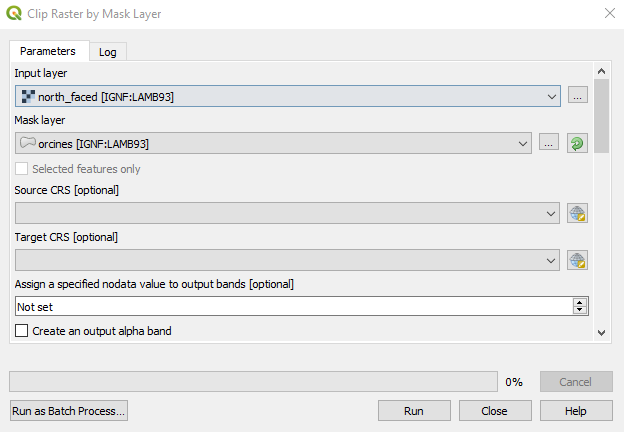 Clip Raster by Mask Layer
Parameters Log
Input layer
north_faced [IGNF:LAMB93]
...
Mask layer
orcines [IGNF:LAMB93]
...
Selected features only
Source CRS [optional]
Target CRS [optional]
Assign a specified nodata value to output bands [optional]
Not set
Create an output alpha band
0% Cancel
Run as Batch Process... Run Close Help